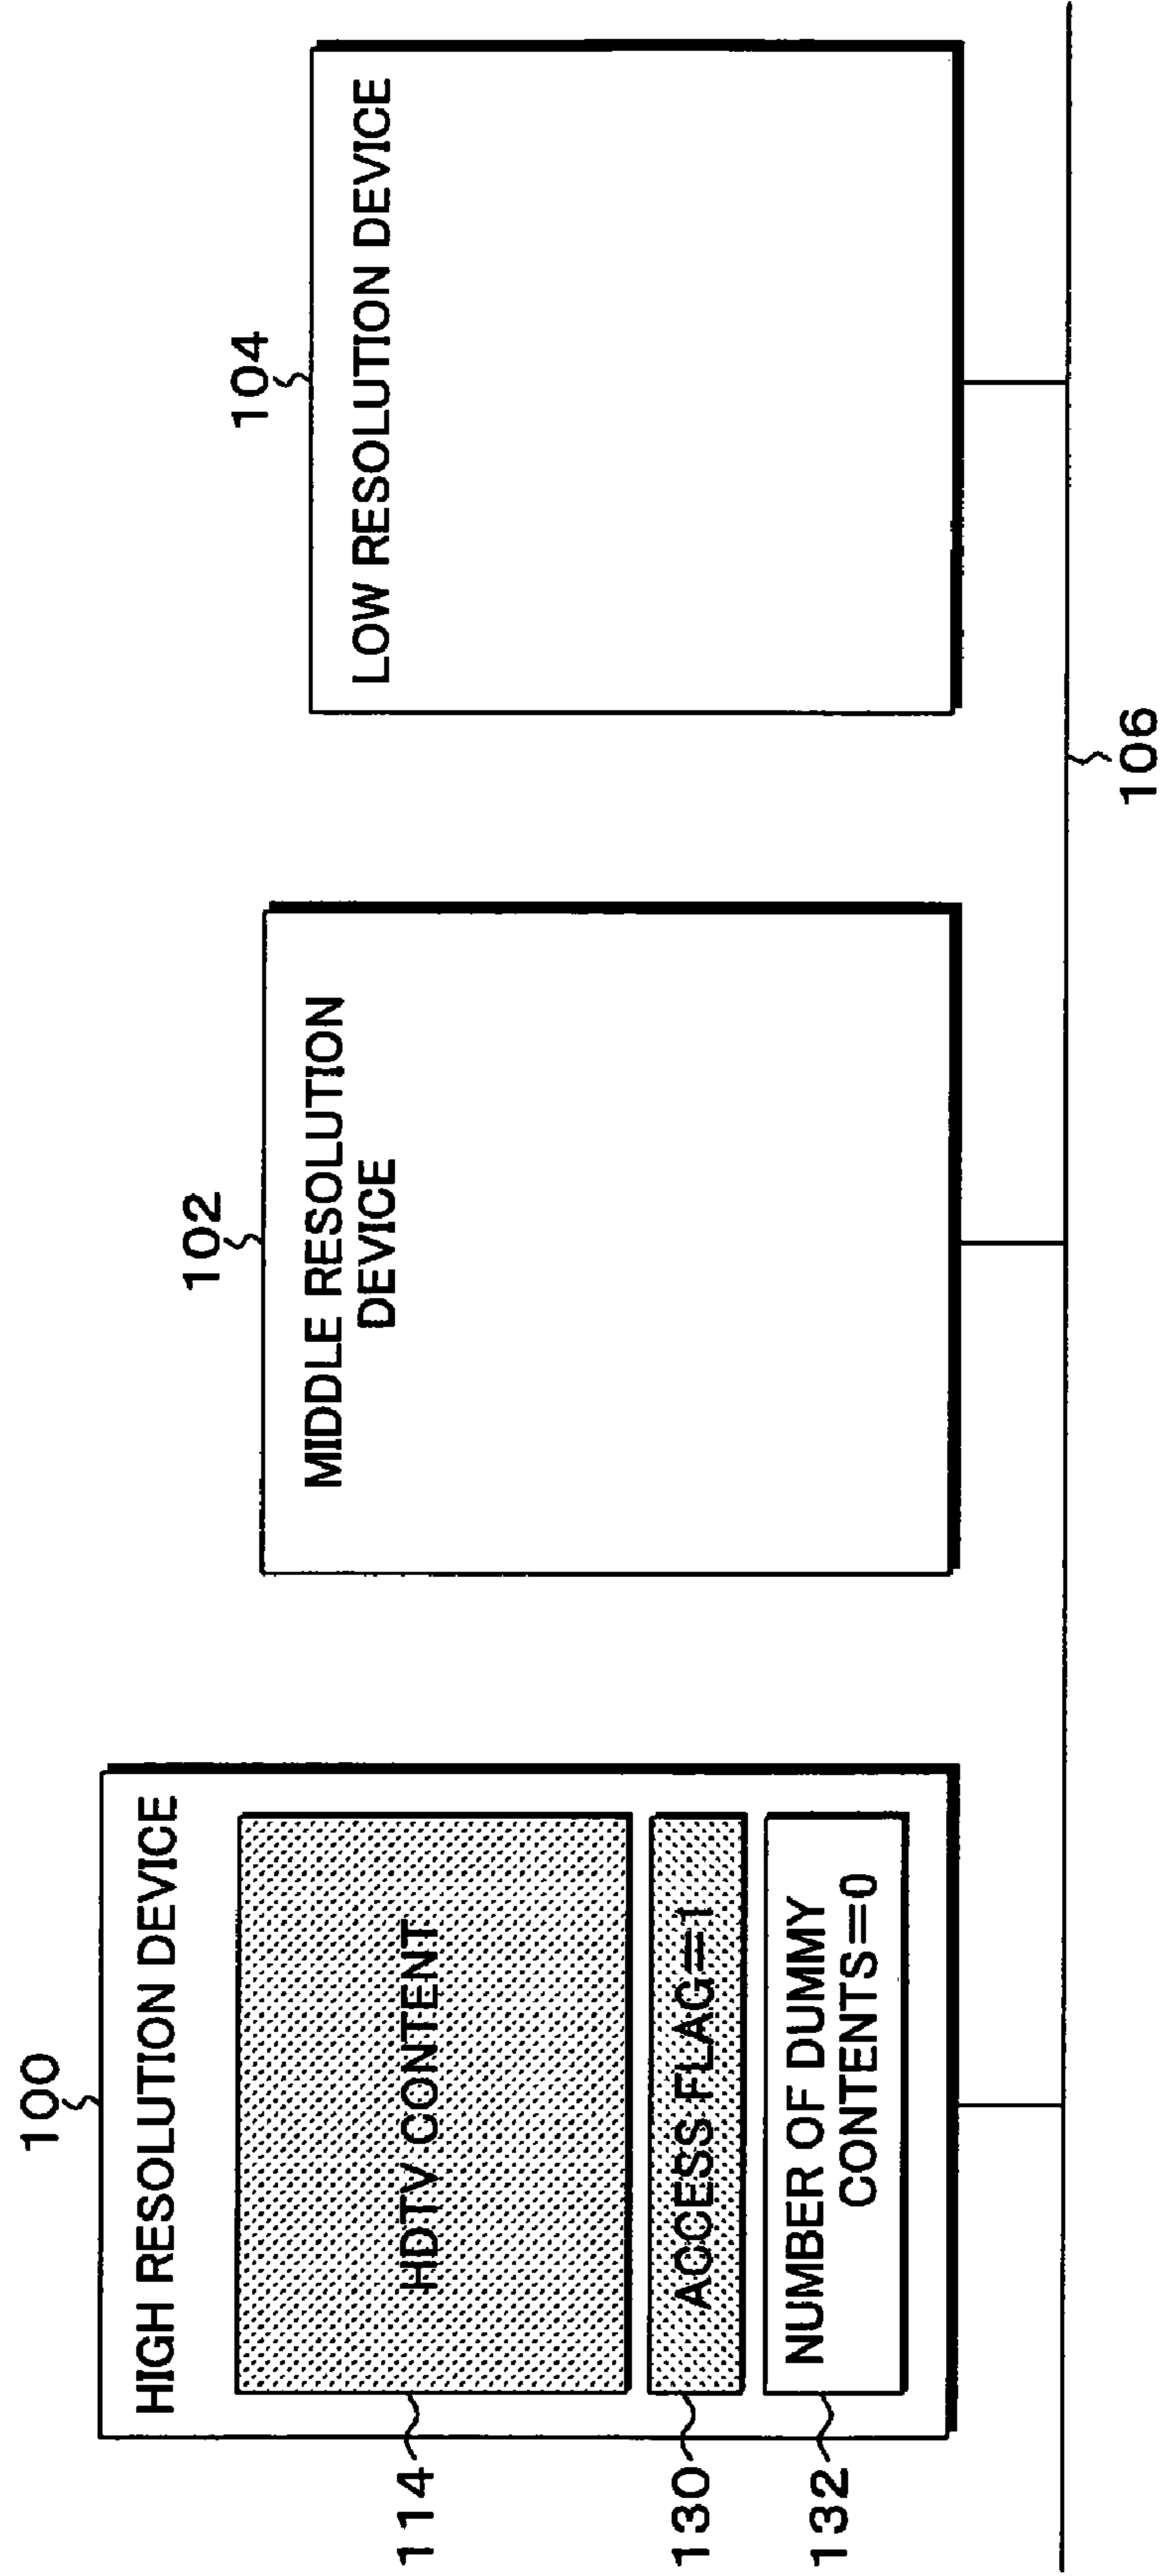 100
HIGH RESOLUTION DEVICE
114
HDTV CONTENT
130
ACCESS FLAG=1
132
NUMBER OF DUMMY
CONTENTS=0
102
MIDDLE RESOLUTION
DEVICE
104
LOW RESOLUTION DEVICE
106